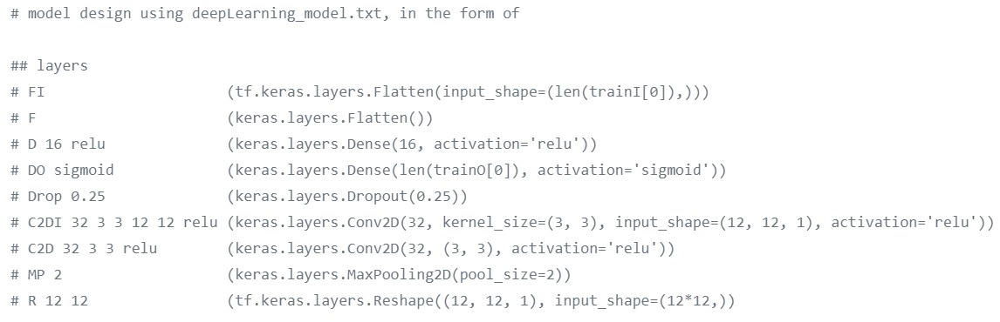 # model design using deepLearning_model.txt, in the form of
## layers
# FI (tf.keras.layers.Flatten(input_shape=(len(trainI[0]),)))
# F (keras.layers.Flatten())
# D 16 relu (keras.layers.Dense(16, activation='relu'))
# DO sigmoid (keras.layers.Dense(len(trainO[0]), activation='sigmoid'))
# Drop 0.25 (keras.layers.Dropout(0.25))
# C2DI 32 3 3 12 12 relu (keras.layers.Conv2D(32, kernel_size=(3, 3), input_shape=(12, 12, 1), activation='relu'))
# C2D 32 3 3 relu (keras.layers.Conv2D(32, (3, 3), activation='relu'))
# MP 2 (keras.layers.MaxPooling2D(pool_size=2))
# R 12 12 (tf.keras.layers.Reshape((12, 12, 1), input_shape=(12*12,))